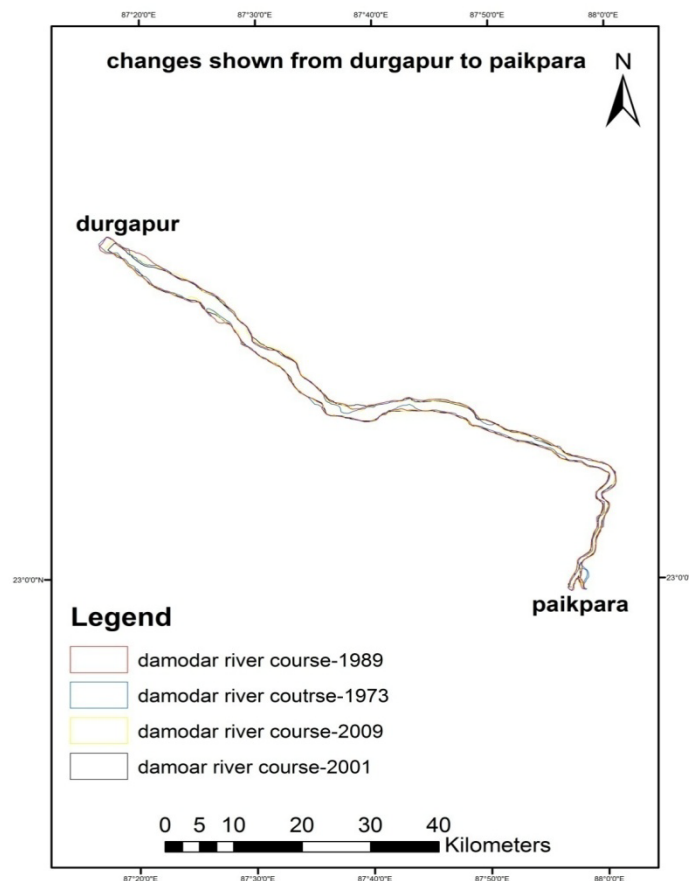 87°20'0"E 87°30'0"E 87°40'0"E 87°50'0"E 88°0'0"E
changes shown from durgapur to paikpara
N
durgapur
23°0'0"N
23°0'0"
paikpara
Legend
damodar river course-1989
damodar river coutrse-1973
damodar river course-2009
damoar river course-2001
0 5 10 20 30 40
Kilometers
87°20'0"E 87°30'0"E 87°40'0"E 87°50'0"E 88°0'0"E